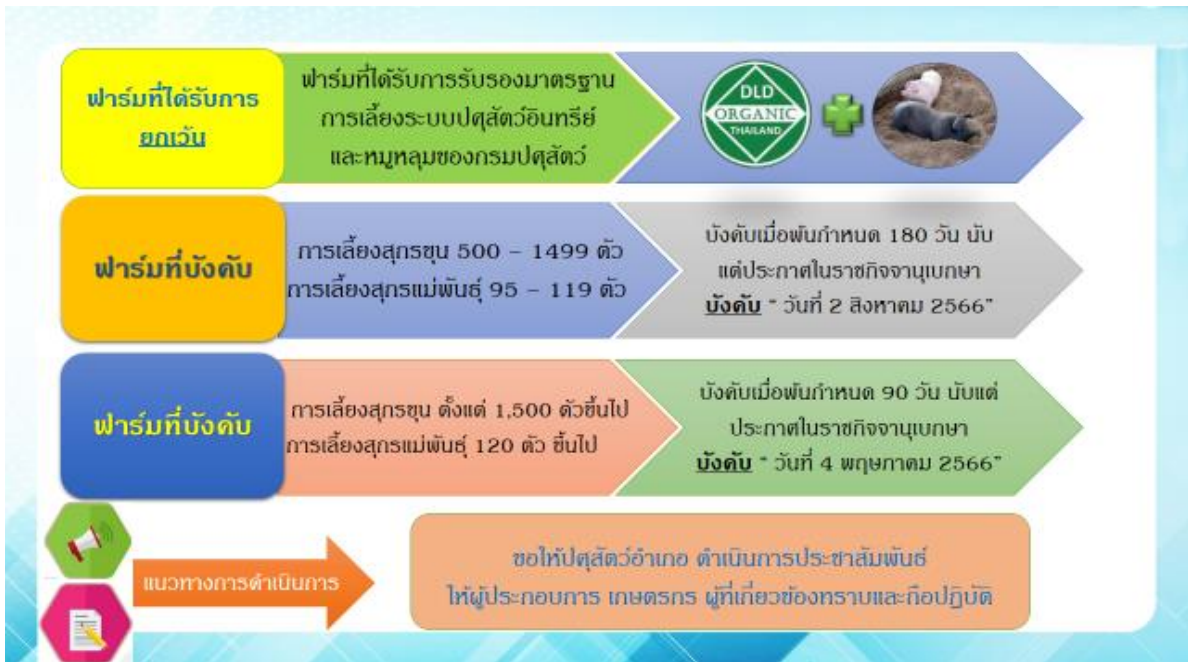 ฟาร์มที่ได้รับการ
ยกเว้น
ฟาร์มที่ได้รับการรับรองมาตรฐาน
การเลี้ยงระบบปศุสัตว์อินทรีย์
และหมูหลุมของกรมปศุสัตว์
DLD
ORGANIC
THAILAND
ฟาร์มที่บังคับ
การเลี้ยงสุกรขุน 500 – 1499 ตัว
การเลี้ยงสุกรแม่พันธุ์ 95 – 119 ตัว
บังคับเมื่อพ้นกำหนด 180 วัน นับ
แต่ประกาศในราชกิจจานุเบกษา
บังคับ “ วันที่ 2 สิงหาคม 2566”
ฟาร์มที่บังคับ
การเลี้ยงสุกรขุน ตั้งแต่ 1,500 ตัวขึ้นไป
การเลี้ยงสุกรแม่พันธุ์ 120 ตัว ขึ้นไป
บังคับเมื่อพ้นกำหนด 90 วัน นับแต่
ประกาศในราชกิจจานุเบกษา
บังคับ “ วันที่ 4 พฤษภาคม 2566”
แนวทางการดำเนินการ
ขอให้ปศุสัตว์อำเภอ ดำเนินการประชาสัมพันธ์
ให้ผู้ประกอบการ เกษตรกร ผู้ที่เกี่ยวข้องทราบและถือปฏิบัติ